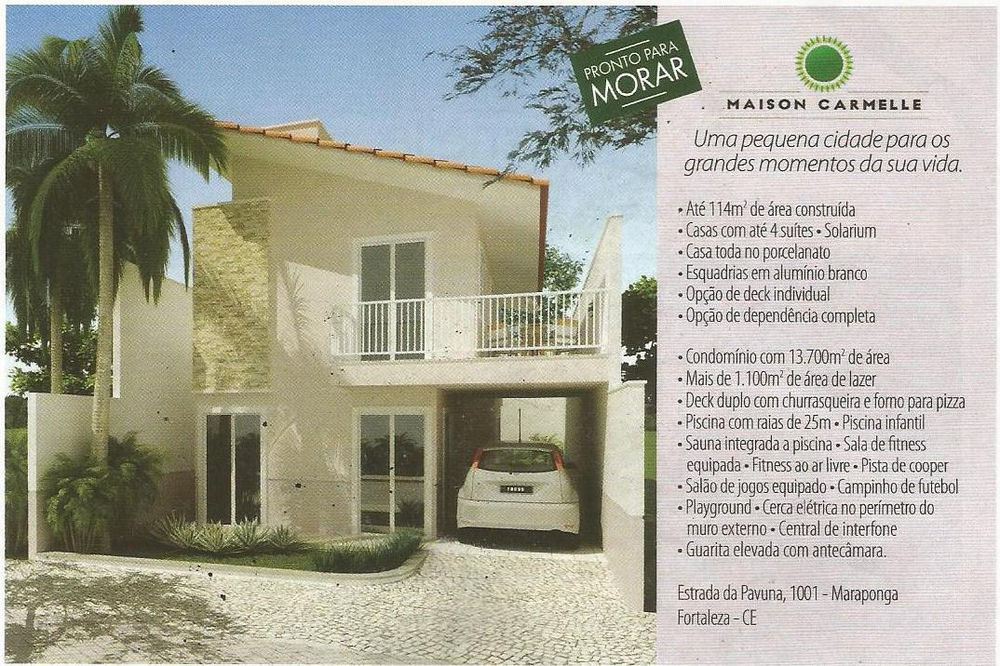 PRONTO PARA
MORAR
MAISON CARMELLE
Uma pequena cidade para os
grandes momentos da sua vida.
• Até 114m² de área construída
• Casas com até 4 suítes • Solarium
• Casa toda no porcelanato
• Esquadrias em alumínio branco
• Opção de deck individual
• Opção de dependência completa
• Condomínio com 13.700m² de área
• Mais de 1.100m² de área de lazer
• Deck duplo com churrasqueira e forno para pizza
• Piscina com raias de 25m • Piscina infantil
• Sauna integrada a piscina • Sala de fitness
equipada • Fitness ao ar livre • Pista de cooper
• Salão de jogos equipado • Campinho de futebol
• Playground • Cerca elétrica no perímetro do
muro externo • Central de interfone
• Guarita elevada com antecâmara.
Estrada da Pavuna, 1001 - Maraponga
Fortaleza - CE